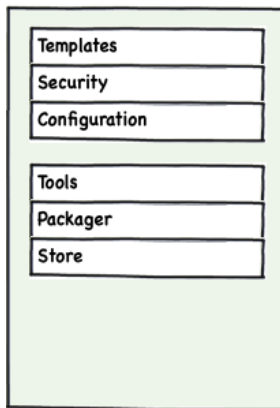 Templates
Security
Configuration
Tools
Packager
Store